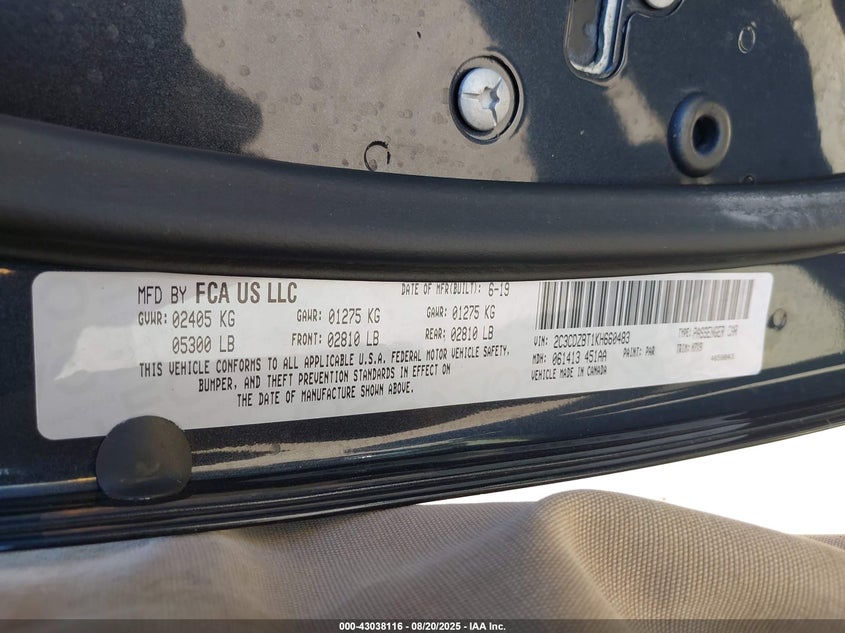 MFD BY FCA US LLC
DATE OF MFR(BUILT): 6-19
GVWR: 02405 KG
GAWR: 01275 KG
GAWR: 01275 KG
05300 LB
FRONT: 02810 LB
REAR: 02810 LB
THIS VEHICLE CONFORMS TO ALL APPLICABLE U.S.A. FEDERAL MOTOR VEHICLE SAFETY,
BUMPER, AND THEFT PREVENTION STANDARDS IN EFFECT ON
THE DATE OF MANUFACTURE SHOWN ABOVE.
VIN: 2C3CDZBT1KH660483
TYPE: PASSENGER CAR
MDH: 061413 451AA
PAINT: PAR
TRIM:
VEHICLE MADE IN CANADA
000-43038116 - 08/20/2025 - IAA Inc.